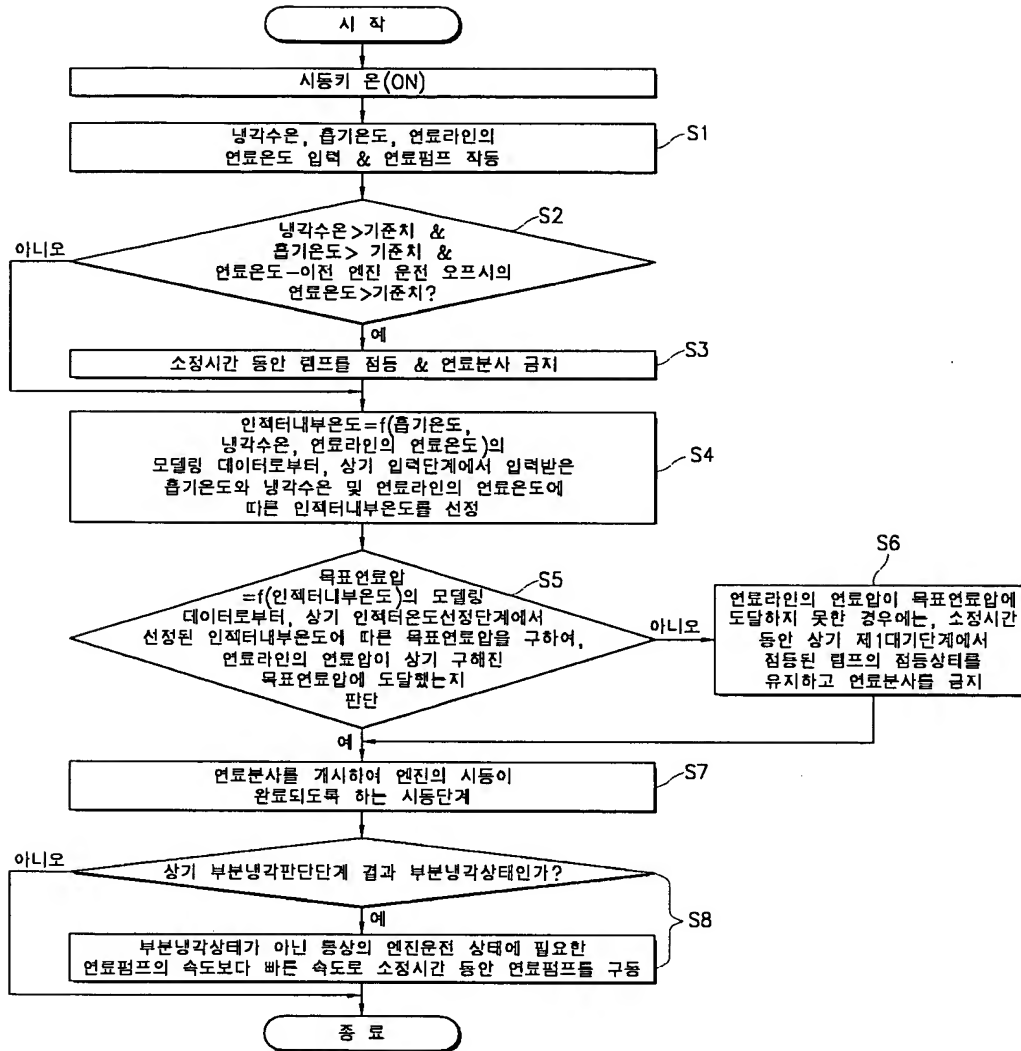 시 작
시동키 온(ON)
냉각수온, 흡기온도, 연료라인의
연료온도 입력 & 연료펌프 작동
S1
S2
냉각수온>기준치 &
흡기온도> 기준치 &
연료온도-이전 엔진 운전 오프시의
연료온도>기준치?
아니오
예
소정시간 동안 램프를 점등 & 연료분사 금지
S3
인젝터내부온도=f(흡기온도,
냉각수온, 연료라인의 연료온도)의
모델링 데이터로부터, 상기 입력단계에서 입력받은
흡기온도와 냉각수온 및 연료라인의 연료온도에
따른 인젝터내부온도를 선정
S4
S5
목표연료압
=f(인젝터내부온도)의 모델링
데이터로부터, 상기 인젝터온도선정단계에서
선정된 인젝터내부온도에 따른 목표연료압을 구하여,
연료라인의 연료압이 상기 구해진
목표연료압에 도달했는지
판단
아니오
S6
연료라인의 연료압이 목표연료압에
도달하지 못한 경우에는, 소정시간
동안 상기 제1대기단계에서
점등된 램프의 점등상태를
유지하고 연료분사를 금지
예
연료분사를 개시하여 엔진의 시동이
완료되도록 하는 시동단계
S7
아니오
상기 부분냉각판단단계 결과 부분냉각상태인가?
예
S8
부분냉각상태가 아닌 통상의 엔진운전 상태에 필요한
연료펌프의 속도보다 빠른 속도로 소정시간 동안 연료펌프를 구동
종 료